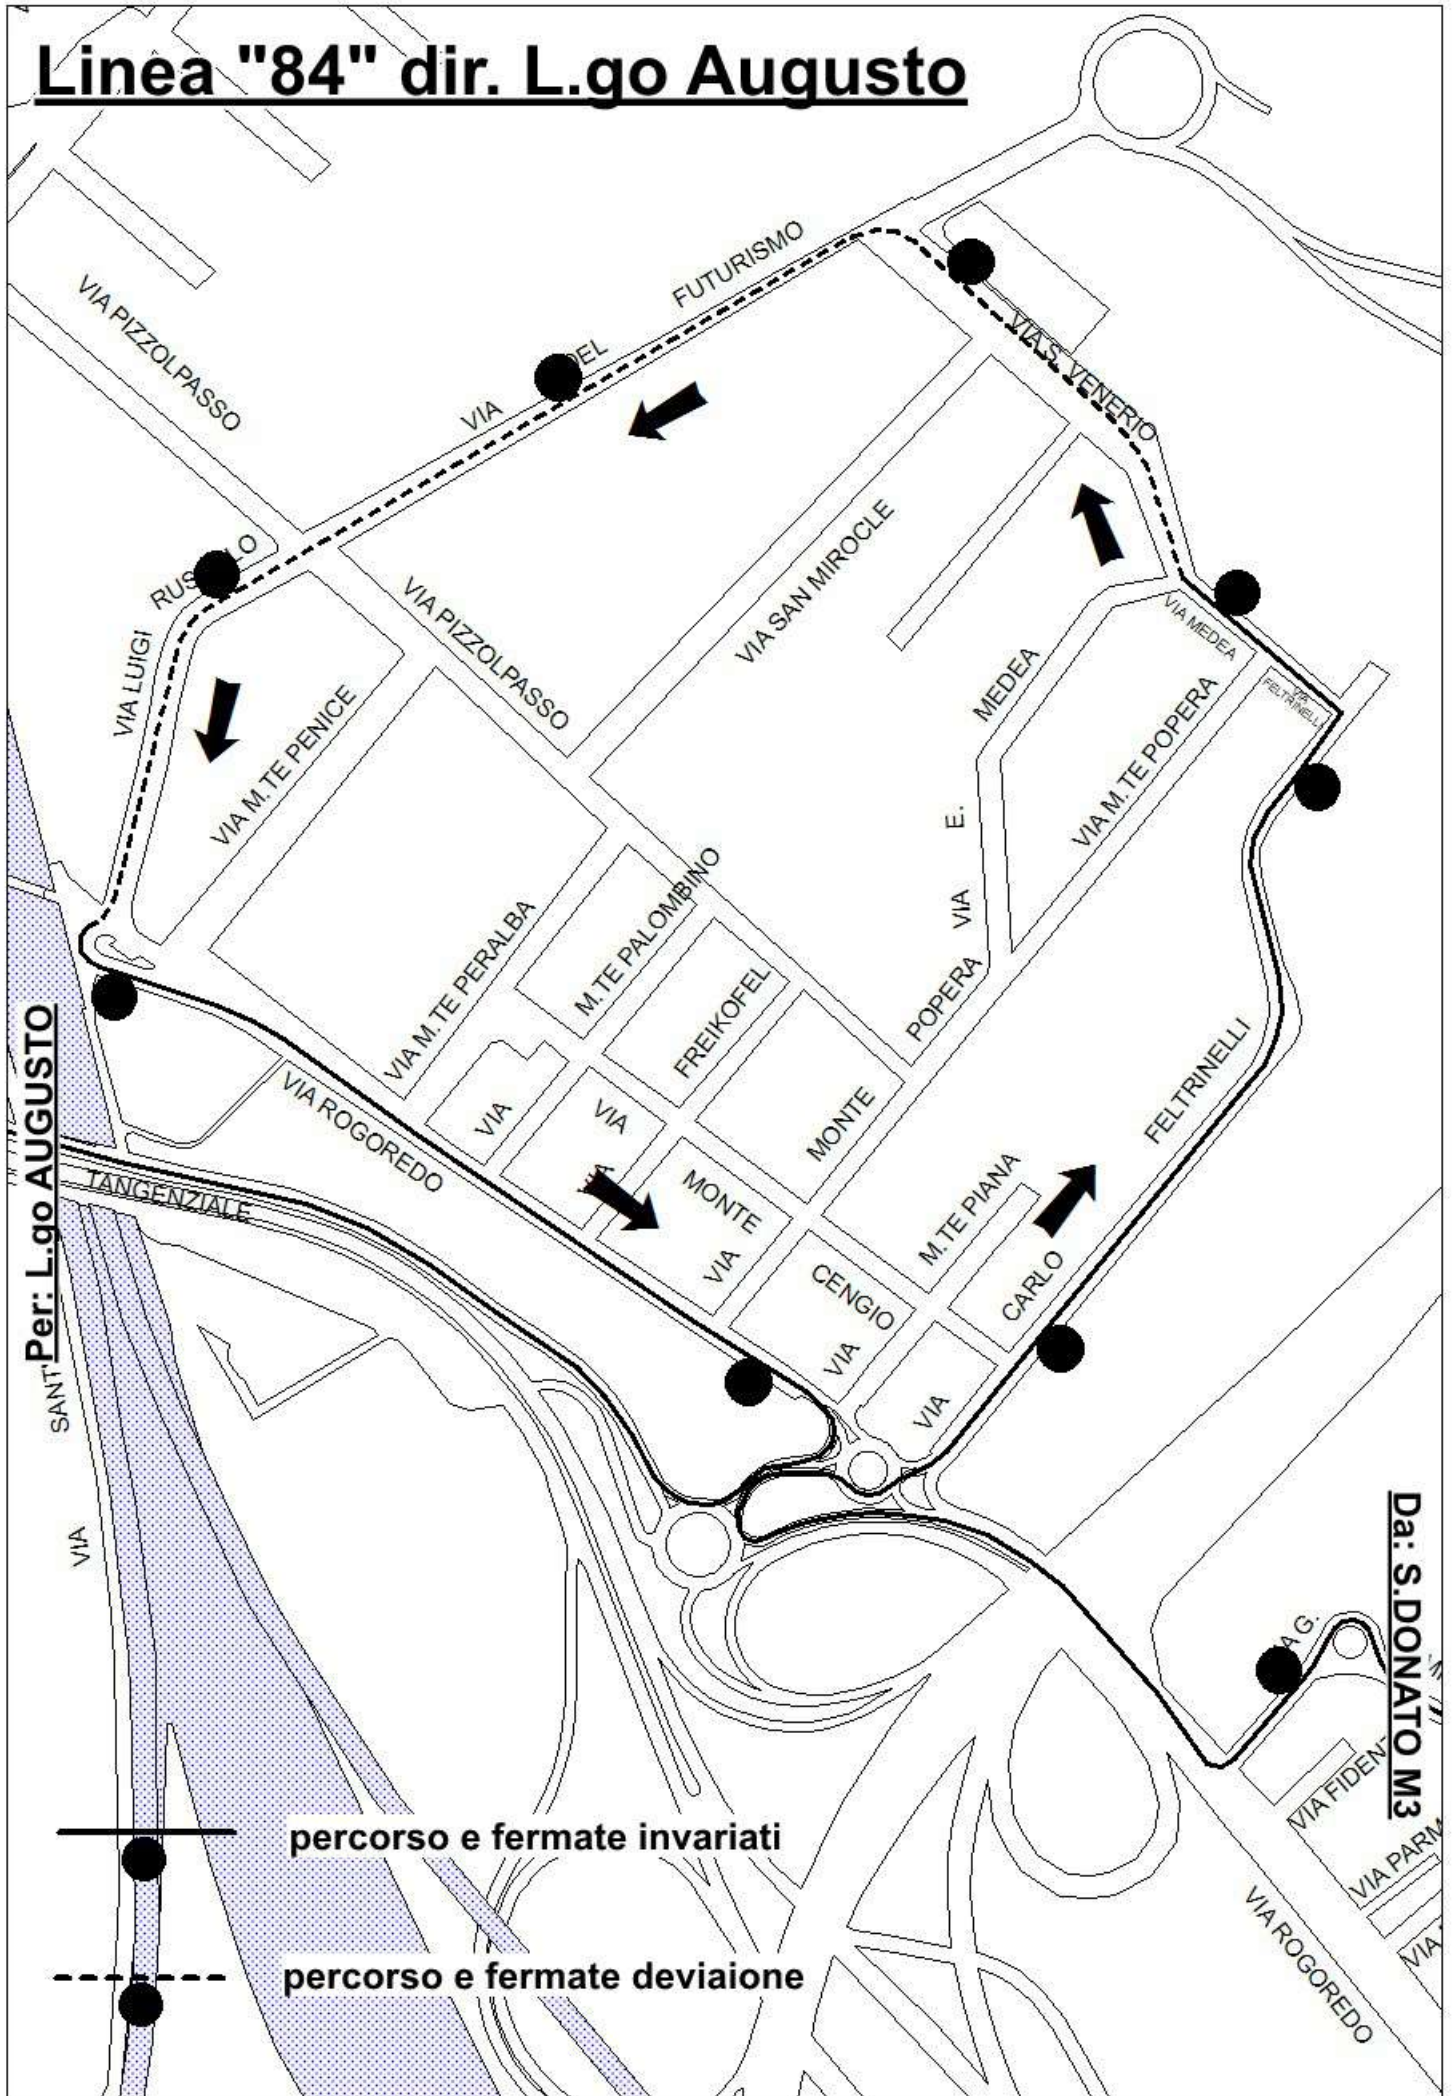 Linea "84" dir. L.go Augusto
FUTURISMO
DEL
VIA
VIA PIZZOLPASSO
VIA S. VENERIO
VIA LUIGI
VIA PIZZOLPASSO
VIA SAN MIROCLE
VIA MEDEA
VIA
FELTRINELLI
MEDEA
E.
VIA
VIA M.TE POPERA
VIA M.TE PENICE
VIA M.TE PERALBA
M.TE PALOMBINO
VIA
FREIKOFEL
VIA
POPERA
MONTE
VIA
MONTE
CENGIO
VIA
M.TE PIANA
VIA
FELTRINELLI
CARLO
VIA ROGOREDO
TANGENZIALE
Per: L.go AUGUSTO
SANT'
VIA
Da: S.DONATO M3
G.
VIA PARM
VIA
VIA ROGOREDO
percorso e fermate invariati
percorso e fermate deviaione